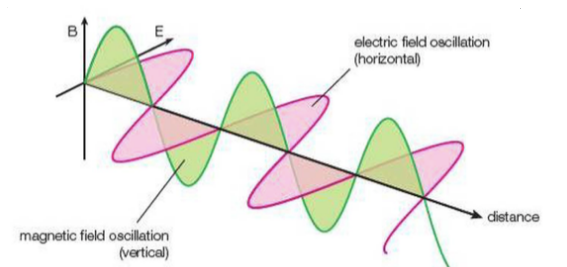 B
E
electric field oscillation
(horizontal)
distance
magnetic field oscillation
(vertical)